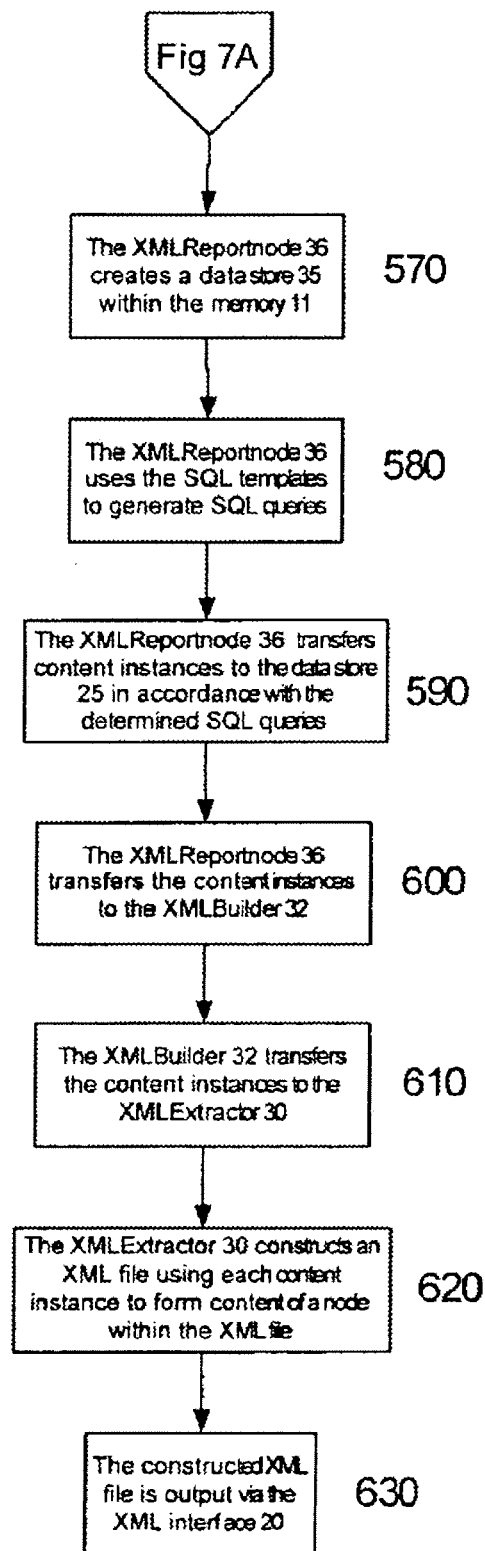 Fig 7A
The XMLReportnode 36
creates a data store 35
within the memory 11
570
The XMLReportnode 36
uses the SQL templates
to generate SQL queries
580
The XMLReportnode 36 transfers
content instances to the data store
25 in accordance with the
determined SQL queries
590
The XMLReportnode 36
transfers the content instances
to the XMLBuilder 32
600
The XMLBuilder 32 transfers
the content instances to the
XMLExtractor 30
610
The XMLExtractor 30 constructs an
XML file using each content
instance to form content of a node
within the XML file
620
The constructed XML
file is output via the
XML interface 20
630